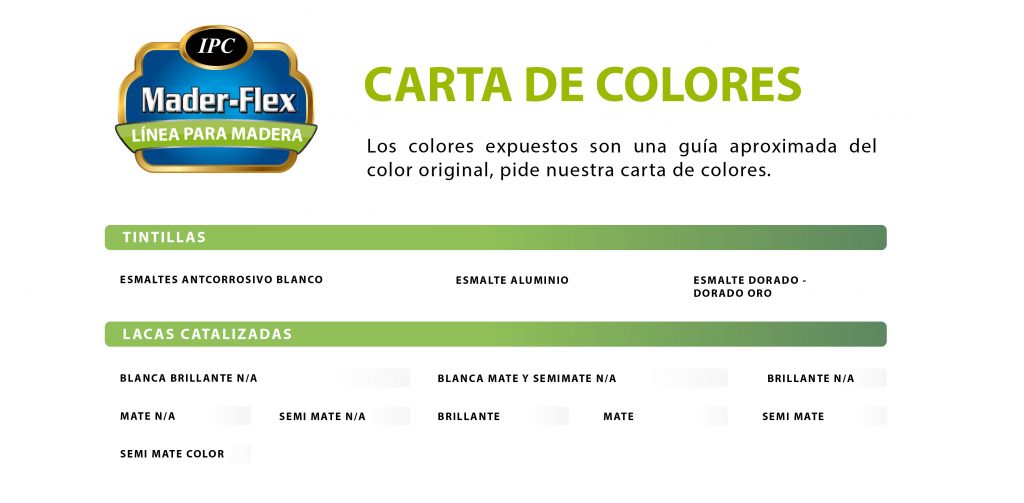 IPC
Mader-Flex
LÍNEA PARA MADERA
CARTA DE COLORES
Los colores expuestos son una guía aproximada del
color original, pide nuestra carta de colores.
TINTILLAS
ESMALTES ANTCORROSIVO BLANCO
ESMALTE ALUMINIO
ESMALTE DORADO -
DORADO ORO
LACAS CATALIZADAS
BLANCA BRILLANTE N/A
BLANCA MATE Y SEMIMATE N/A
BRILLANTE N/A
MATE N/A
SEMI MATE N/A
BRILLANTE
MATE
SEMI MATE
SEMI MATE COLOR